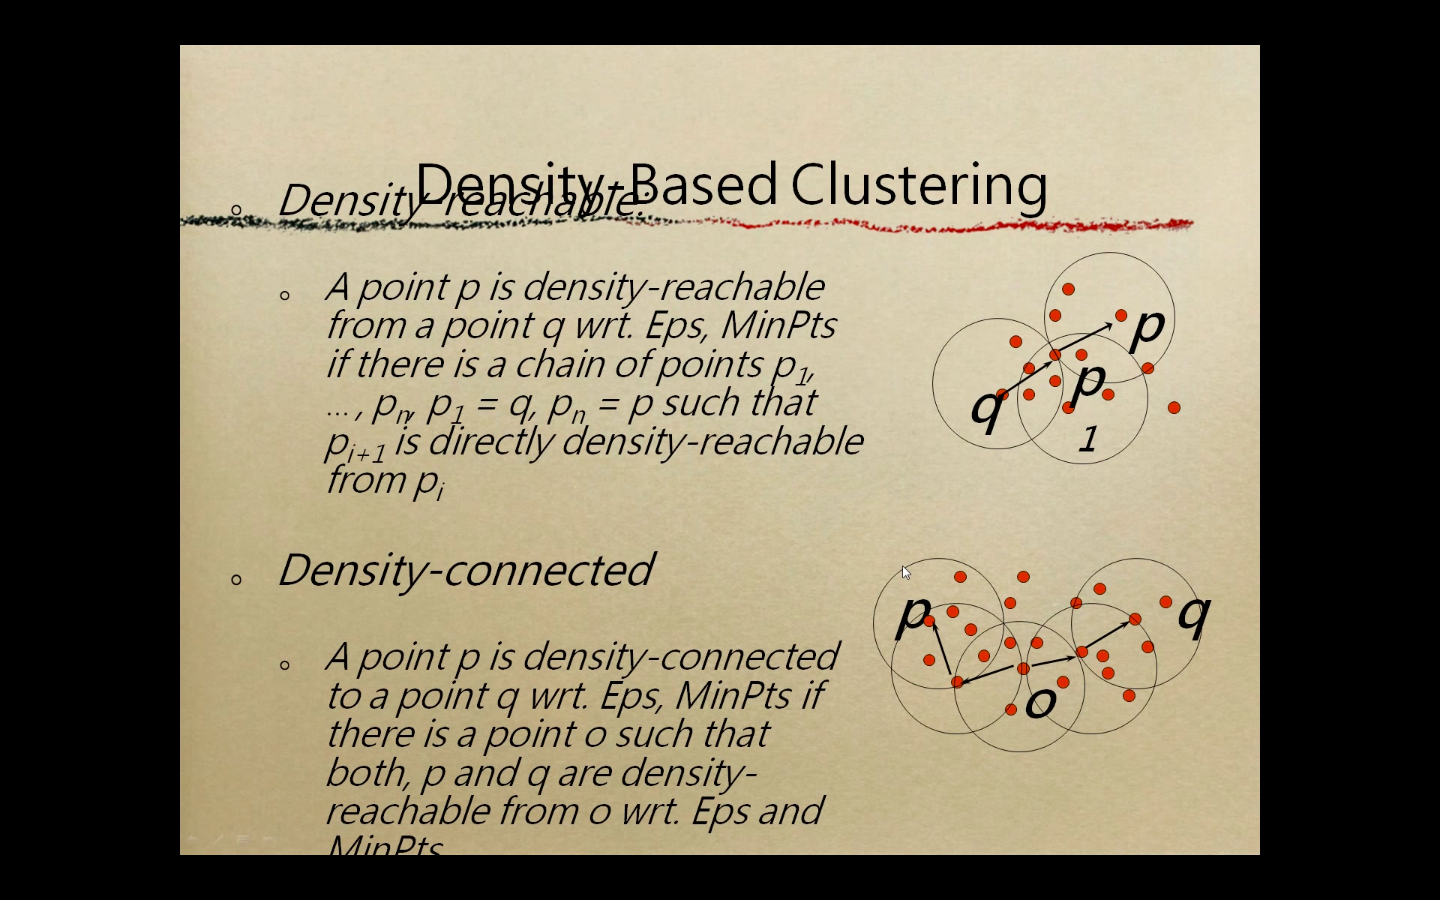 Density-Based Clustering
Density-reachable:
A point p is density-reachable
from a point q wrt. Eps, MinPts
if there is a chain of points p1,
…, pn, p1 = q, pn = p such that
pi+1 is directly density-reachable
from pi
p
p
1
q
Density-connected
A point p is density-connected
to a point q wrt. Eps, MinPts if
there is a point o such that
both, p and q are density-
reachable from o wrt. Eps and
MinPts
p
q
o